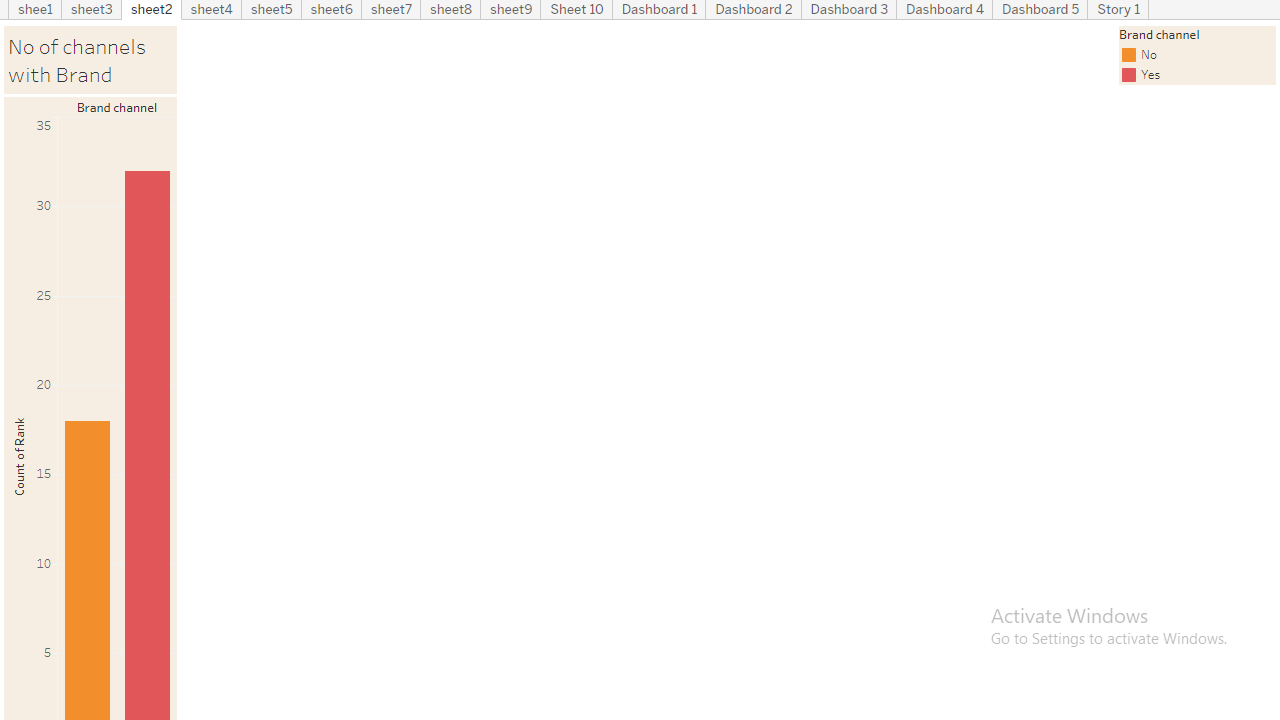 shee1 sheet3 sheet2 sheet4 sheet5 sheet6 sheet7 sheet8 sheet9 Sheet 10 Dashboard 1 Dashboard 2 Dashboard 3 Dashboard 4 Dashboard 5 Story 1
No of channels
with Brand
Brand channel
35
30
25
20
15
10
5
Count of Rank
Brand channel
No
Yes
Activate Windows
Go to Settings to activate Windows.